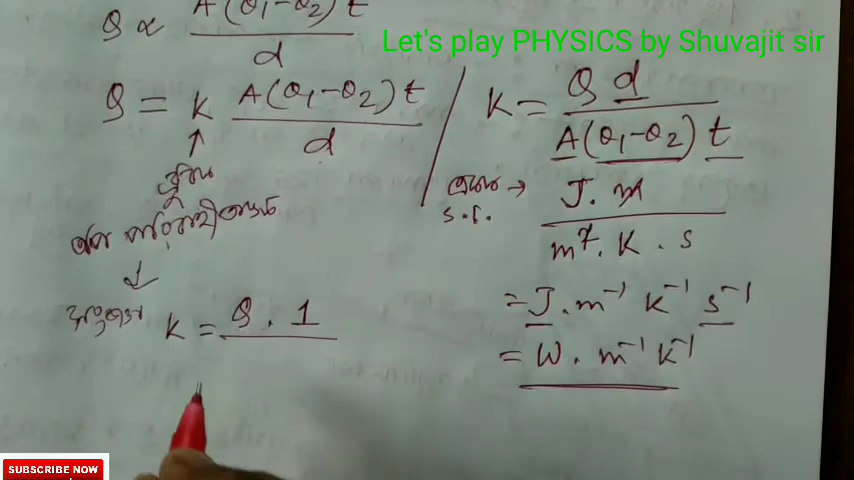 Q ∝ A(θ₁-θ₂)t / d
Let's play PHYSICS by Shuvajit sir
Q = K A(θ₁-θ₂)t / d
K = Q d / A(θ₁-θ₂) t
↑
→ J. m / m². K . s
S.I.
↓
= J. m⁻¹ K⁻¹ s⁻¹
K = Q . 1
= W. m⁻¹ K⁻¹
SUBSCRIBE NOW